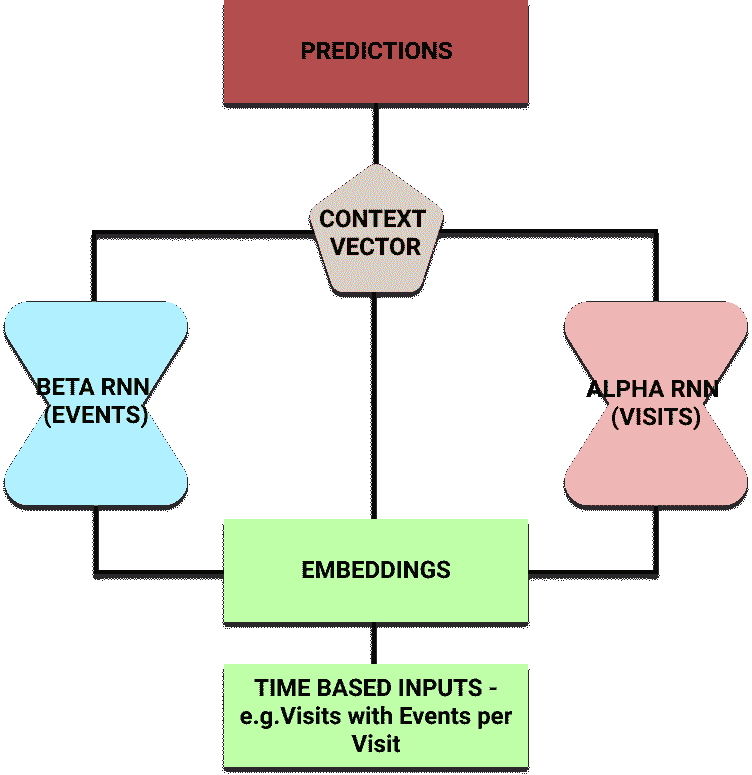 PREDICTIONS
CONTEXT
VECTOR
BETA RNN
(EVENTS)
ALPHA RNN
(VISITS)
EMBEDDINGS
TIME BASED INPUTS -
e.g.Visits with Events per
Visit